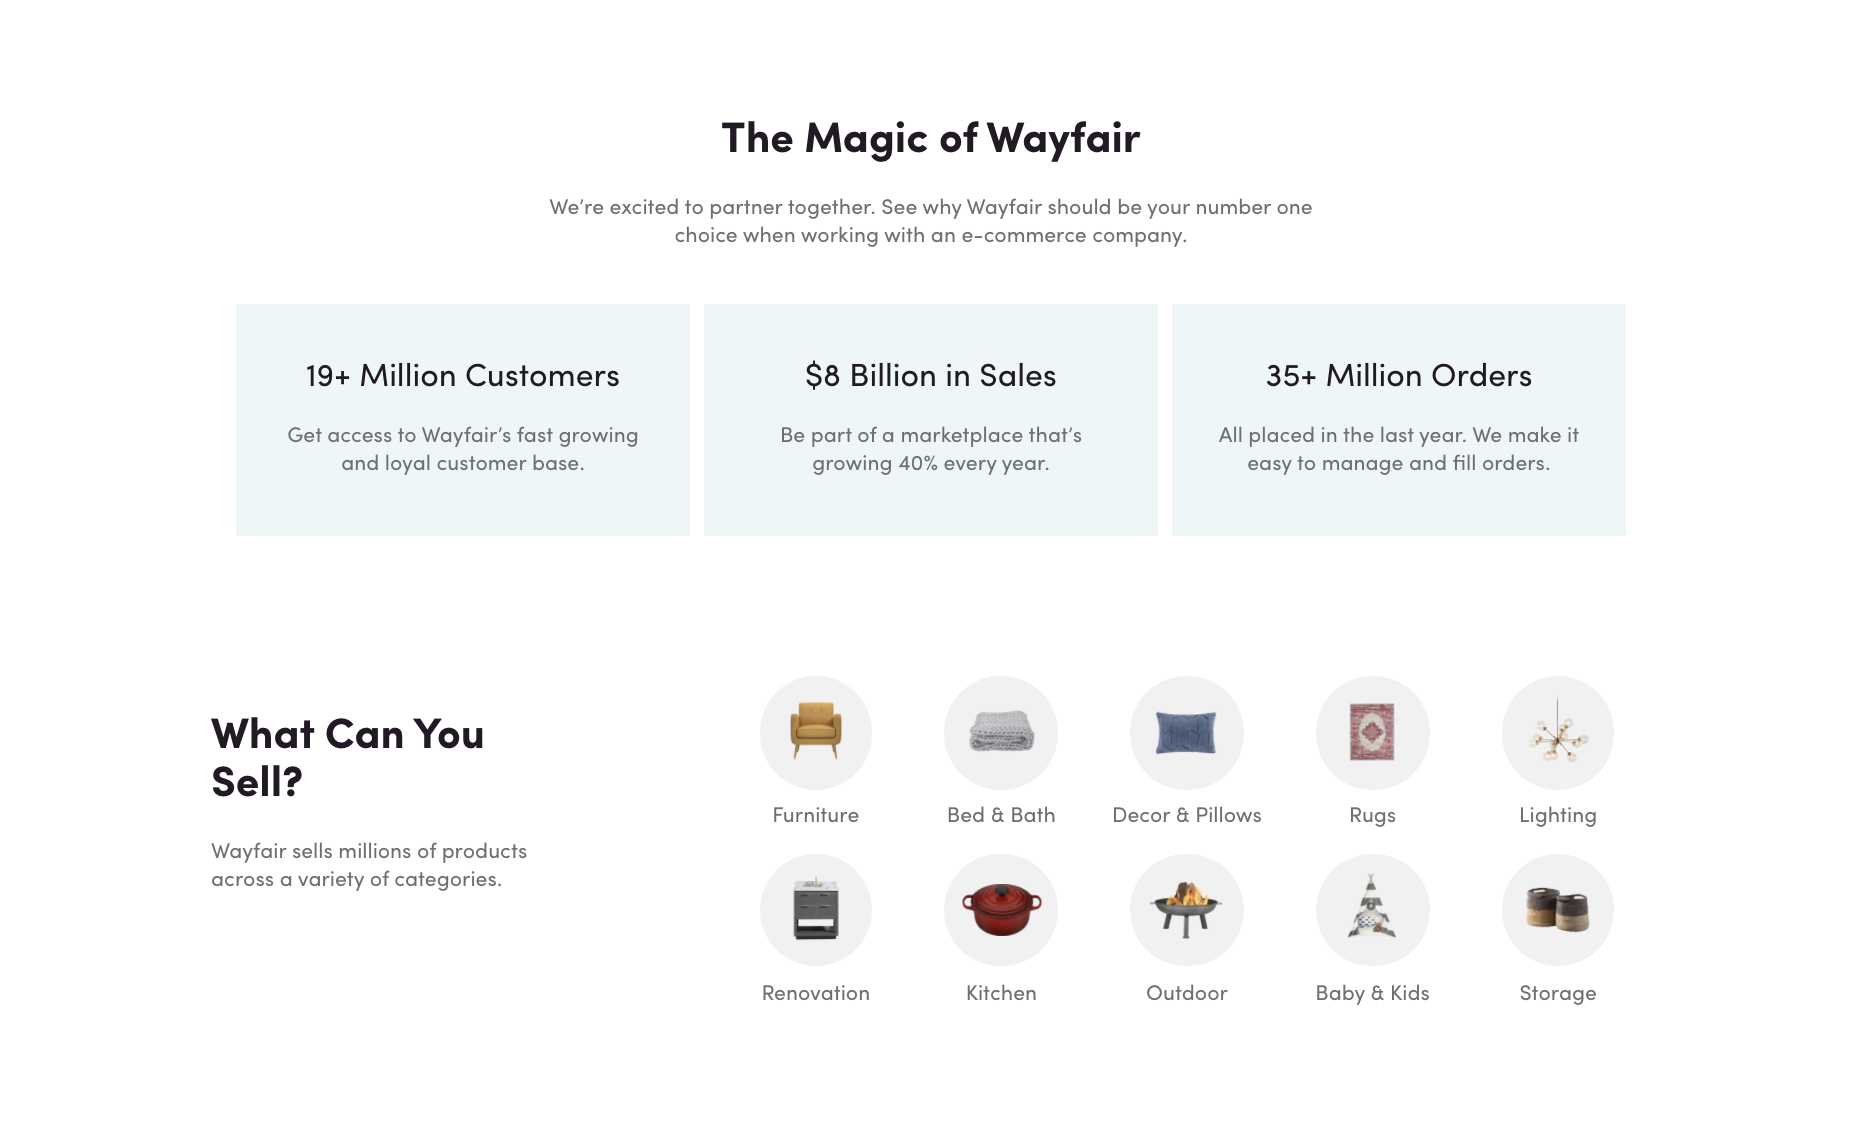 The Magic of Wayfair
We’re excited to partner together. See why Wayfair should be your number one
choice when working with an e-commerce company.
19+ Million Customers
Get access to Wayfair’s fast growing
and loyal customer base.
$8 Billion in Sales
Be part of a marketplace that’s
growing 40% every year.
35+ Million Orders
All placed in the last year. We make it
easy to manage and fill orders.
What Can You
Sell?
Wayfair sells millions of products
across a variety of categories.
Furniture
Bed & Bath
Decor & Pillows
Rugs
Lighting
Renovation
Kitchen
Outdoor
Baby & Kids
Storage